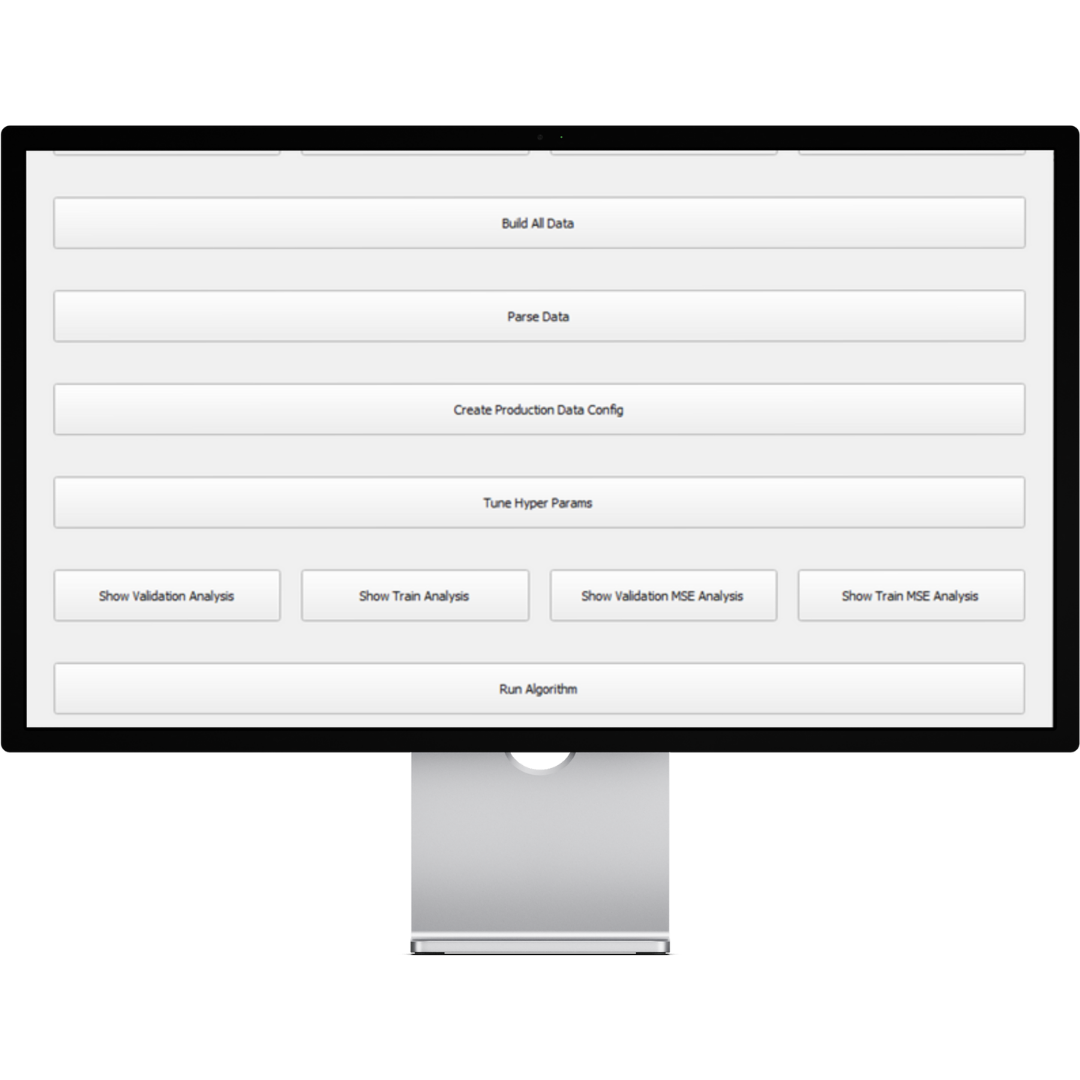 Build All Data
Parse Data
Create Production Data Config
Tune Hyper Params
Show Validation Analysis
Show Train Analysis
Show Validation MSE Analysis
Show Train MSE Analysis
Run Algorithm